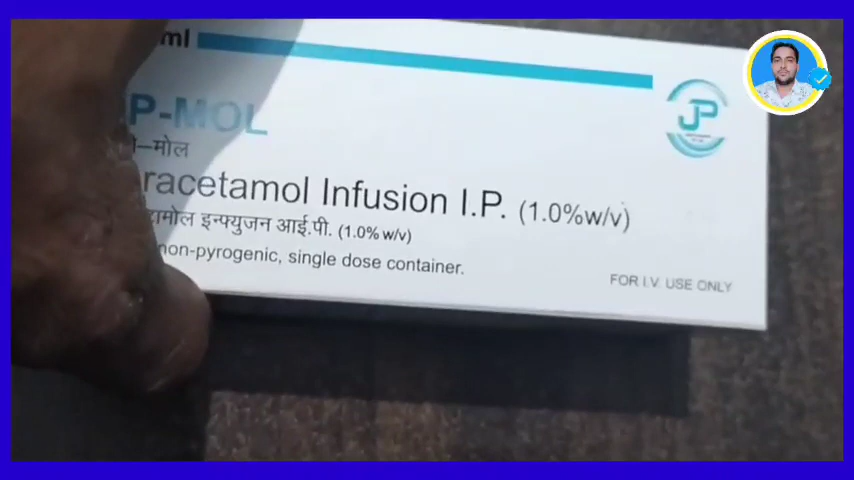 ml
P-MOL
–मोल
racetamol Infusion I.P. (1.0%w/v)
टामोल इन्फ्युजन आई.पी. (1.0% w/v)
non-pyrogenic, single dose container.
FOR I.V. USE ONLY
JP